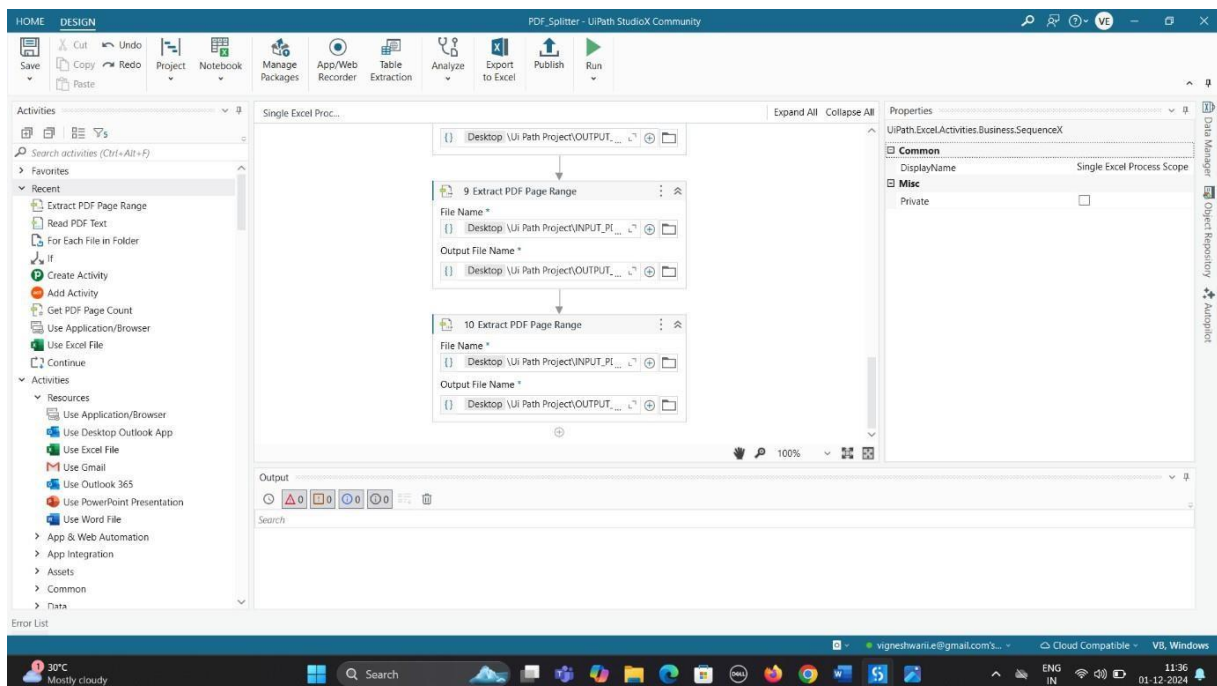 HOME DESIGN PDF_Splitter - UiPath StudioX Community VE
Save
Cut Undo
Copy Redo
Paste
Project
Notebook
Manage Packages
App/Web Recorder
Table Extraction
Analyze
Export to Excel
Publish
Run
Activities
Search activities (Ctrl+Alt+F)
Favorites
Recent
Extract PDF Page Range
Read PDF Text
For Each File in Folder
If
Create Activity
Add Activity
Get PDF Page Count
Use Application/Browser
Use Excel File
Continue
Activities
Resources
Use Application/Browser
Use Desktop Outlook App
Use Excel File
Use Gmail
Use Outlook 365
Use PowerPoint Presentation
Use Word File
App & Web Automation
App Integration
Assets
Common
Data
Single Excel Proc... Expand All Collapse All
Desktop \Ui Path Project\OUTPUT_...
9 Extract PDF Page Range
File Name *
Desktop \Ui Path Project\INPUT_PI...
Output File Name *
Desktop \Ui Path Project\OUTPUT_...
10 Extract PDF Page Range
File Name *
Desktop \Ui Path Project\INPUT_PI...
Output File Name *
Desktop \Ui Path Project\OUTPUT_...
100%
Output
0 0 0 0
Search
Properties
UiPath.Excel.Activities.Business.SequenceX
Common
DisplayName Single Excel Process Scope
Misc
Private
Data Manager
Object Repository
Autopilot
Error List
vigneshwarii.e@gmail.com's... Cloud Compatible VB, Windows
1
30°C
Mostly cloudy
Search
DELL
ENG
IN
11:36
01-12-2024